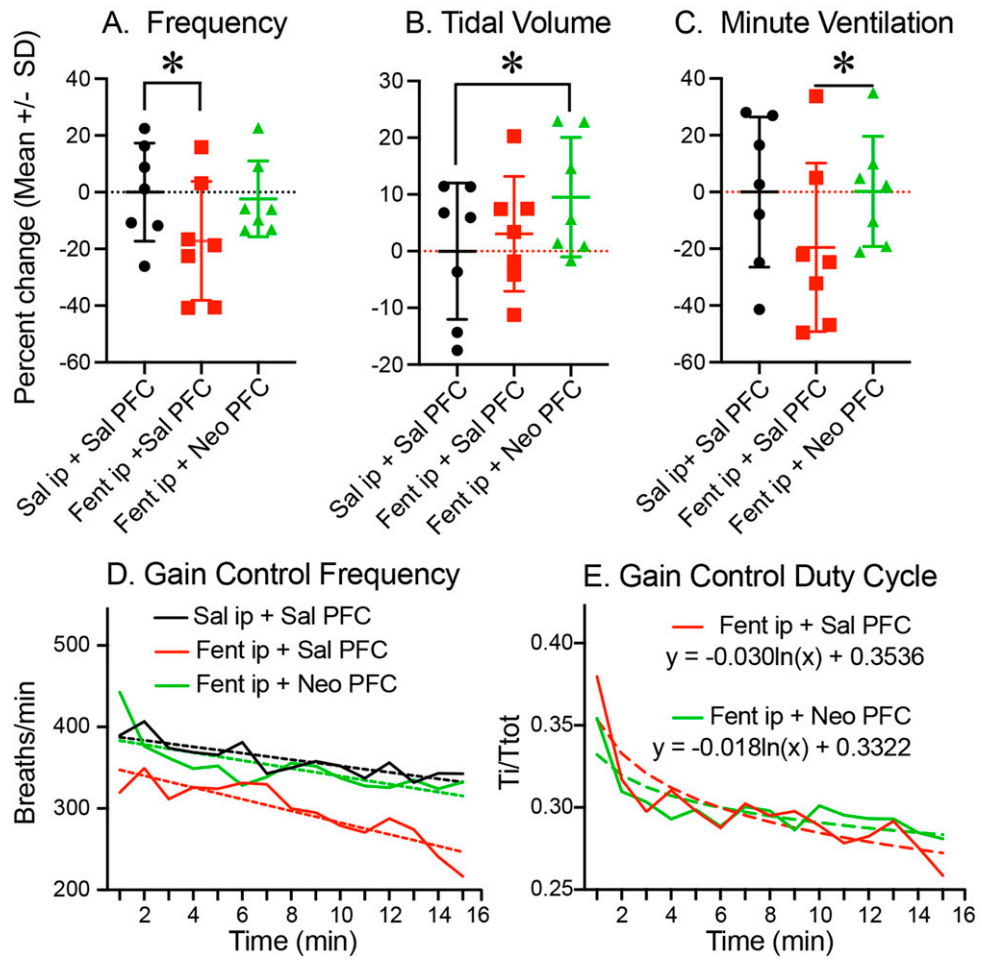 A. Frequency
B. Tidal Volume
C. Minute Ventilation
Percent change (Mean +/- SD)
*
*
*
40
20
0
-20
-40
-60
30
20
10
0
-10
-20
40
20
0
-20
-40
-60
Sal ip+ Sal PFC
Fent ip +Sal PFC
Fent ip + Neo PFC
Sal ip+ Sal PFC
Fent ip + Sal PFC
Fent ip + Neo PFC
Sal ip+ Sal PFC
Fent ip + Sal PFC
Fent ip + Neo PFC
D. Gain Control Frequency
Sal ip + Sal PFC
Fent ip + Sal PFC
Fent ip + Neo PFC
Breaths/min
500
400
300
200
2 4 6 8 10 12 14 16
Time (min)
E. Gain Control Duty Cycle
Fent ip + Sal PFC
y = -0.030ln(x) + 0.3536
Fent ip + Neo PFC
y = -0.018ln(x) + 0.3322
Ti/Ttot
0.40
0.35
0.30
0.25
2 4 6 8 10 12 14 16
Time (min)